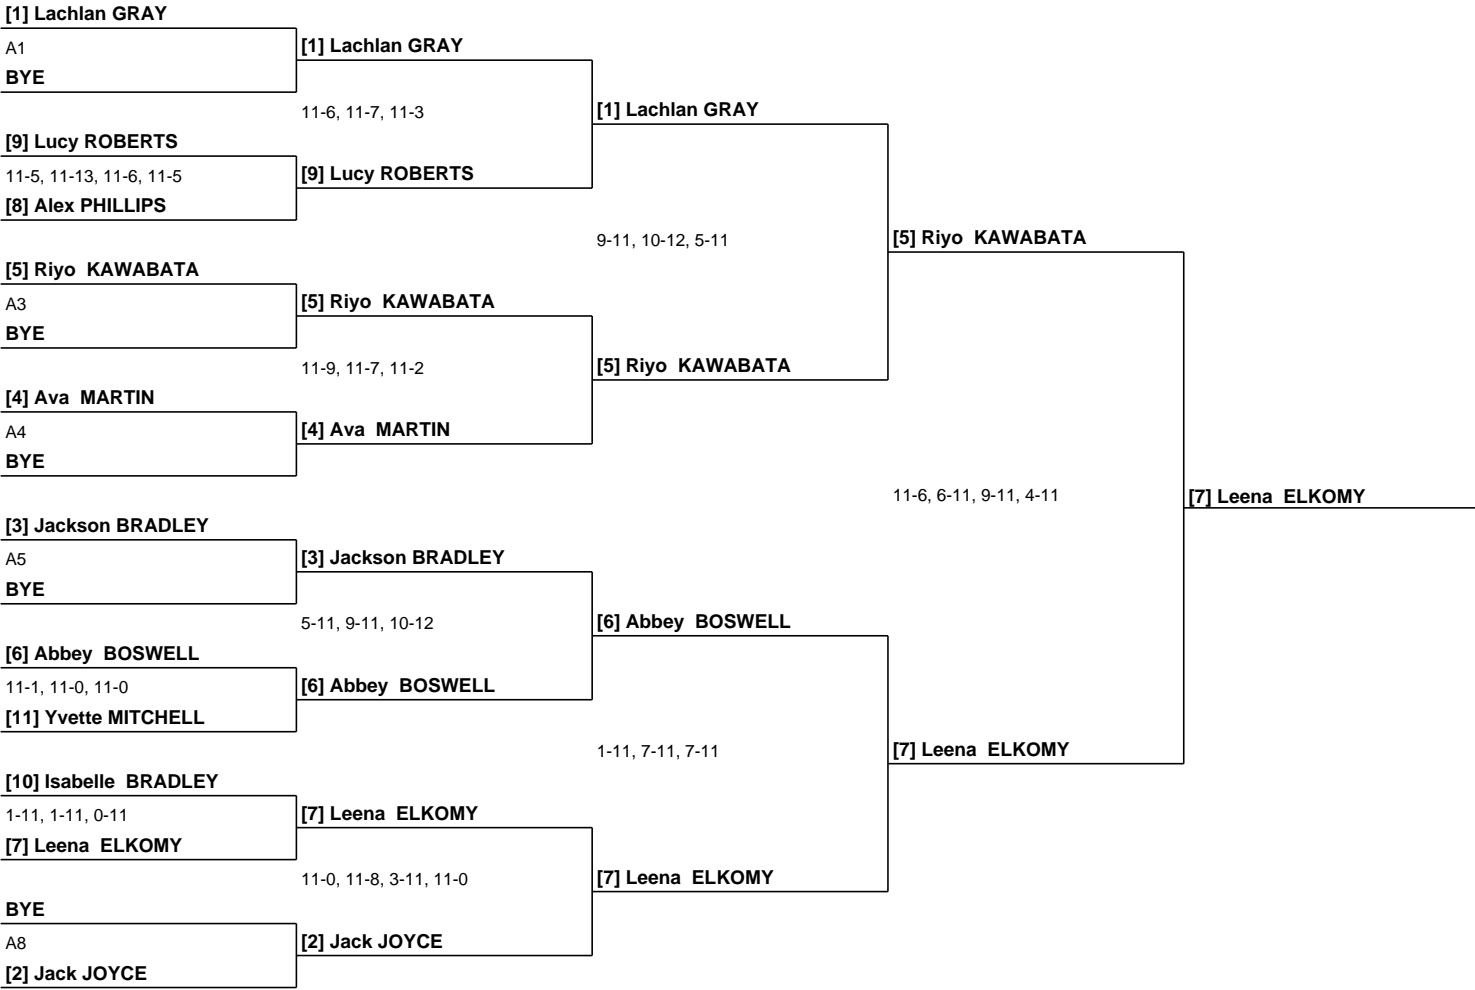 [1] Lachlan GRAY
A1
BYE
[9] Lucy ROBERTS
11-5, 11-13, 11-6, 11-5
[8] Alex PHILLIPS
[5] Riyo KAWABATA
A3
BYE
[4] Ava MARTIN
A4
BYE
[3] Jackson BRADLEY
A5
BYE
[6] Abbey BOSWELL
11-1, 11-0, 11-0
[11] Yvette MITCHELL
[10] Isabelle BRADLEY
1-11, 1-11, 0-11
[7] Leena ELKOMY
BYE
A8
[2] Jack JOYCE
[1] Lachlan GRAY
11-6, 11-7, 11-3
[9] Lucy ROBERTS
[5] Riyo KAWABATA
11-9, 11-7, 11-2
[4] Ava MARTIN
[3] Jackson BRADLEY
5-11, 9-11, 10-12
[6] Abbey BOSWELL
[7] Leena ELKOMY
11-0, 11-8, 3-11, 11-0
[2] Jack JOYCE
[1] Lachlan GRAY
9-11, 10-12, 5-11
[5] Riyo KAWABATA
[6] Abbey BOSWELL
1-11, 7-11, 7-11
[7] Leena ELKOMY
[5] Riyo KAWABATA
11-6, 6-11, 9-11, 4-11
[7] Leena ELKOMY
[7] Leena ELKOMY